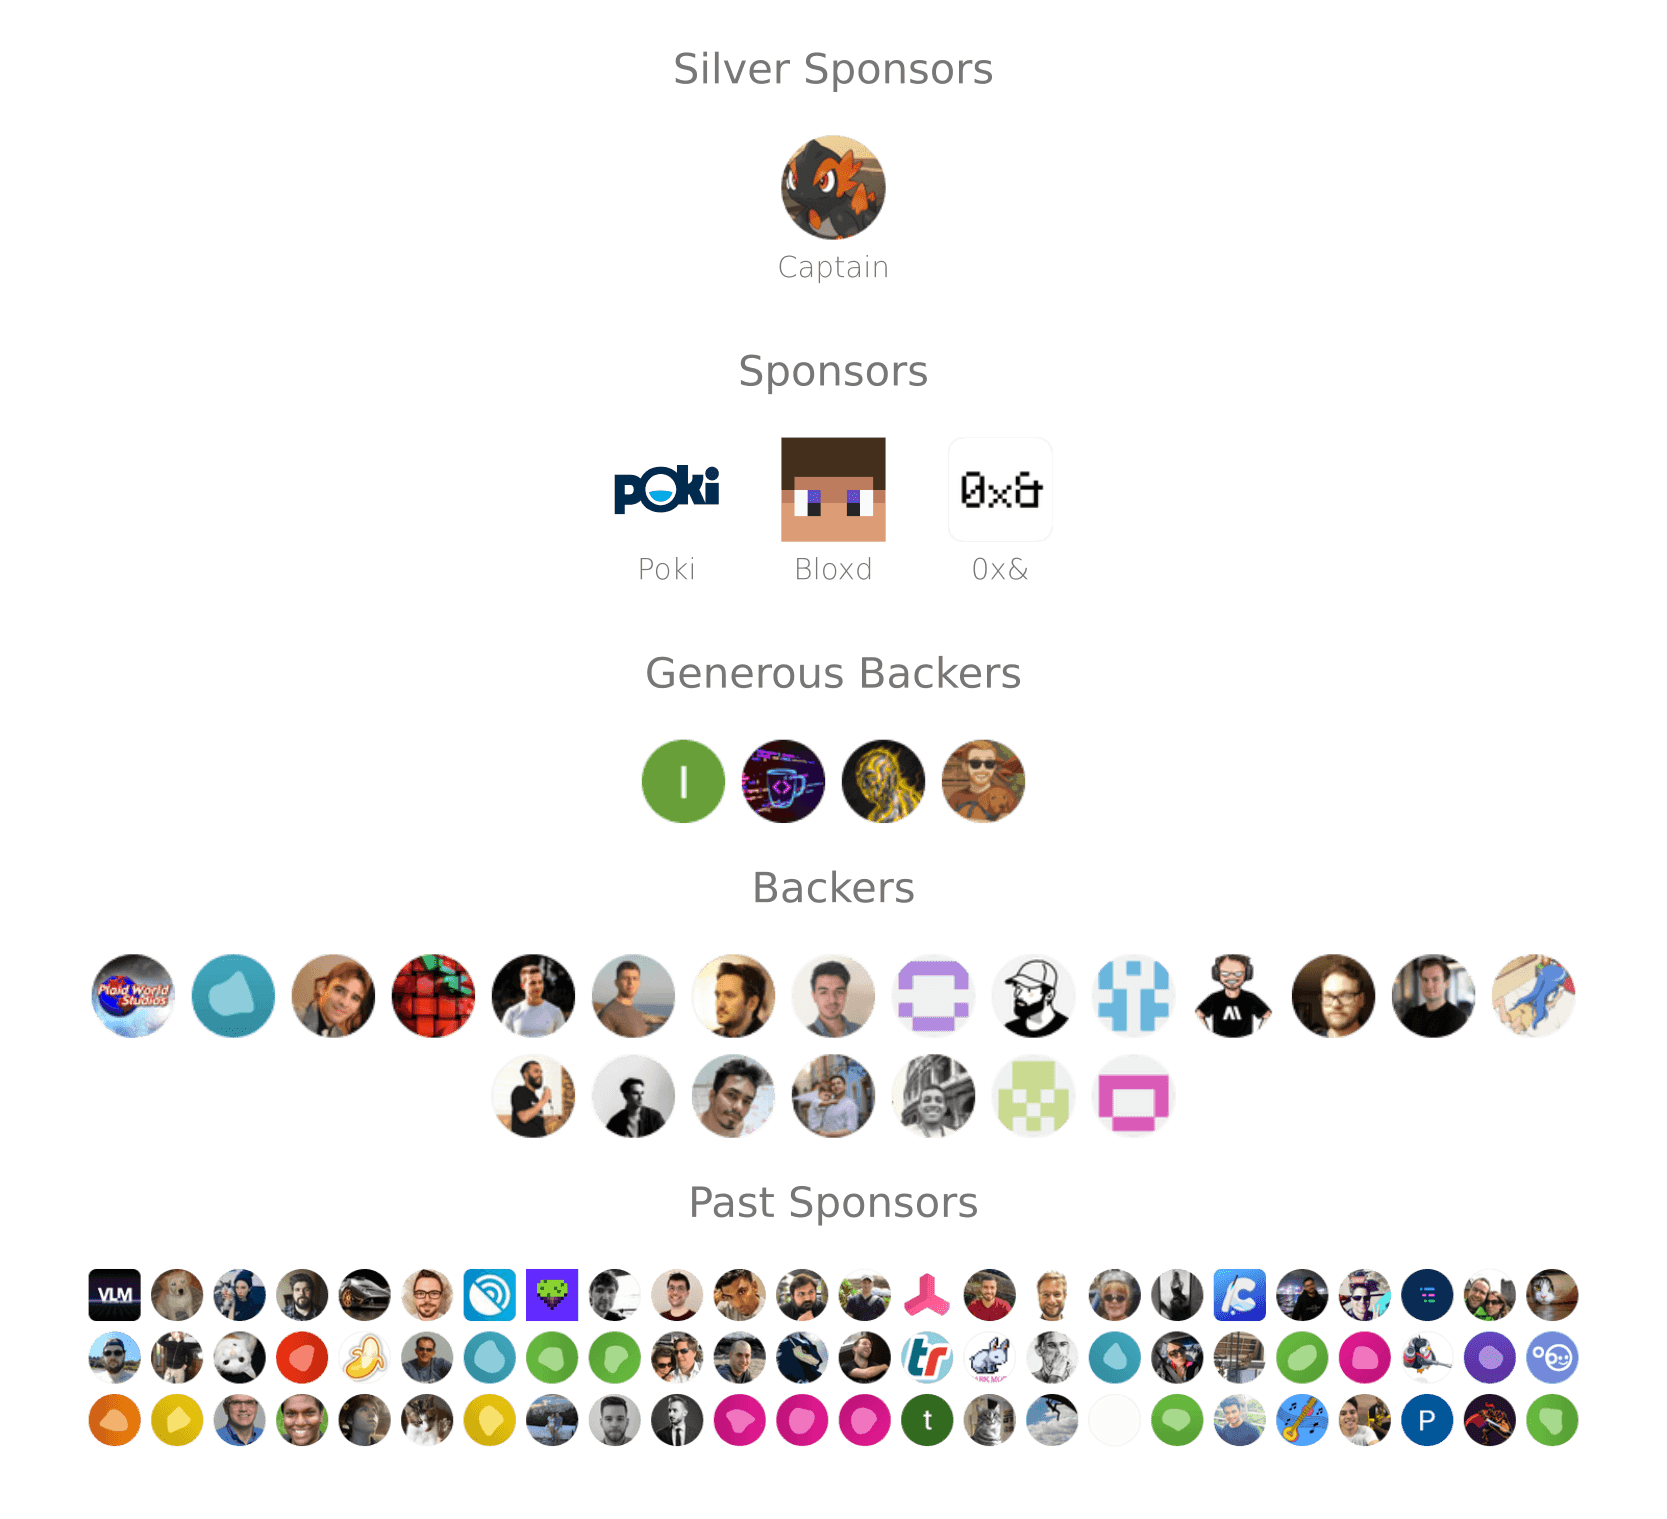 Silver Sponsors
Captain
Sponsors
poki
0x&
Poki
Bloxd
0x&
Generous Backers
I
Backers
Plaid World
Studios
Past Sponsors
VLM
tr
t
P